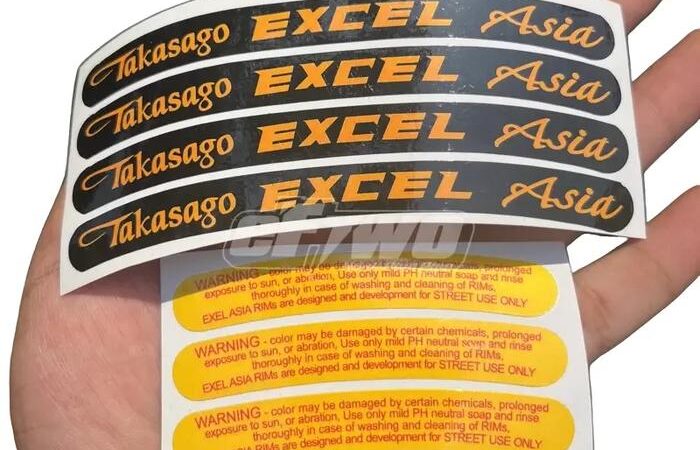 Takasago EXCEL Asia
Takasago EXCEL Asia
Takasago EXCEL Asia
Takasago EXCEL Asia
eftwo
WARNING - color may be damaged by certain chemicals, prolonged
exposure to sun, or abration, Use only mild PH neutral soap and rinse
thoroughly in case of washing and cleaning of RIMs,
EXEL ASIA RIMs are designed and development for STREET USE ONLY
WARNING - color may be damaged by certain chemicals, prolonged
exposure to sun, or abration, Use only mild PH neutral soap and rinse
thoroughly in case of washing and cleaning of RIMs,
EXEL ASIA RIMs are designed and development for STREET USE ONLY
WARNING - color may be damaged by certain chemicals, prolonged
exposure to sun, or abration, Use only mild PH neutral soap and rinse
thoroughly in case of washing and cleaning of RIMs,
EXEL ASIA RIMs are designed and development for STREET USE ONLY